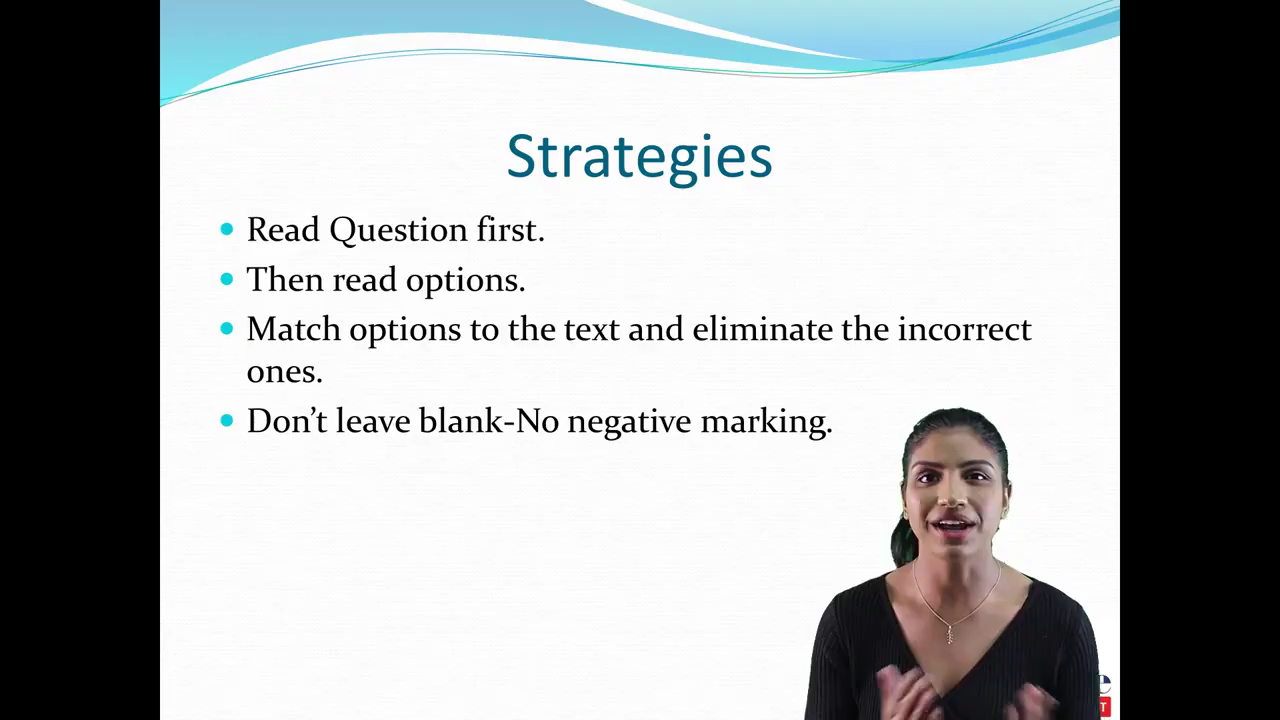 Strategies
Read Question first.
Then read options.
Match options to the text and eliminate the incorrect
ones.
Don't leave blank-No negative marking.